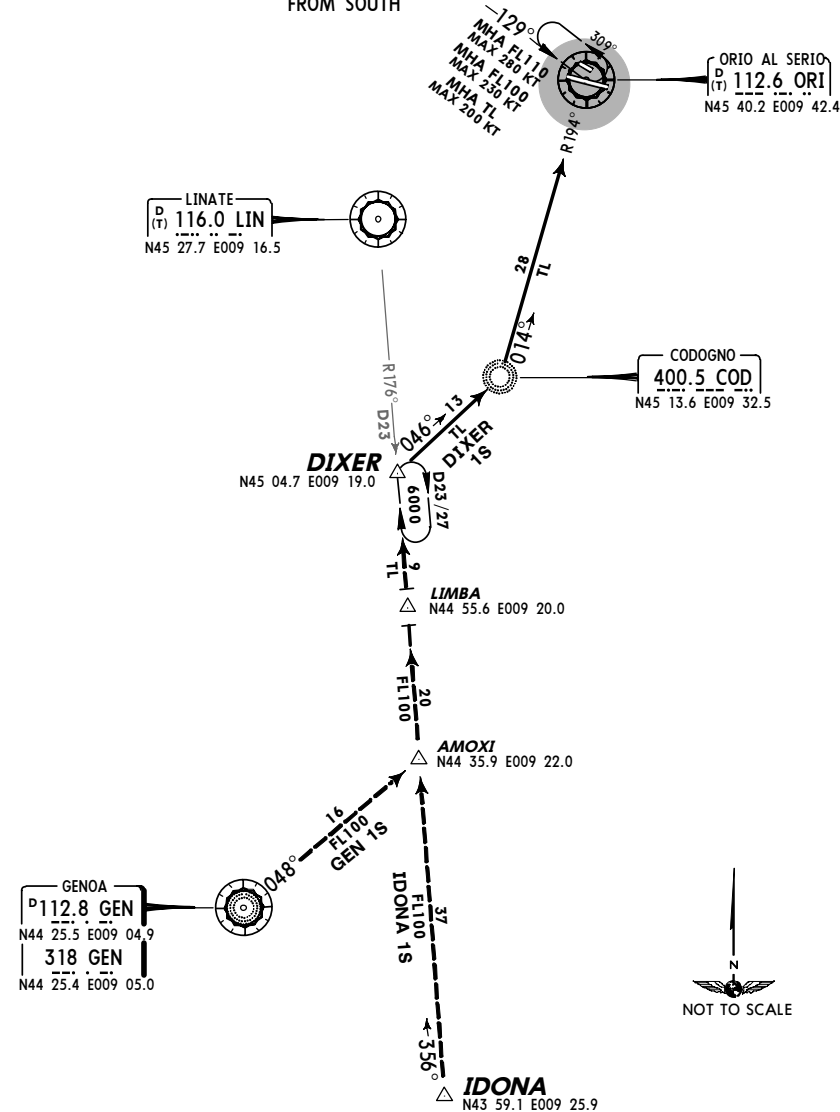 FROM SOUTH
129°
309°
MHA FL110
MAX 280 KT
MHA FL100
MAX 230 KT
MHA TL
MAX 200 KT
ORIO AL SERIO
D
(T) 112.6 ORI
N45 40.2 E009 42.4
R194°
LINATE
D
(T) 116.0 LIN
N45 27.7 E009 16.5
28
TL
014°
CODOGNO
400.5 COD
N45 13.6 E009 32.5
R176°
D23
046°
13
TL
DIXER
1S
DIXER
N45 04.7 E009 19.0
6000
D23/27
9
TL
LIMBA
N44 55.6 E009 20.0
20
FL100
AMOXI
N44 35.9 E009 22.0
16
FL100
GEN 1S
048°
GENOA
D 112.8 GEN
N44 25.5 E009 04.9
318 GEN
N44 25.4 E009 05.0
37
FL100
IDONA 1S
356°
IDONA
N43 59.1 E009 25.9
N
NOT TO SCALE